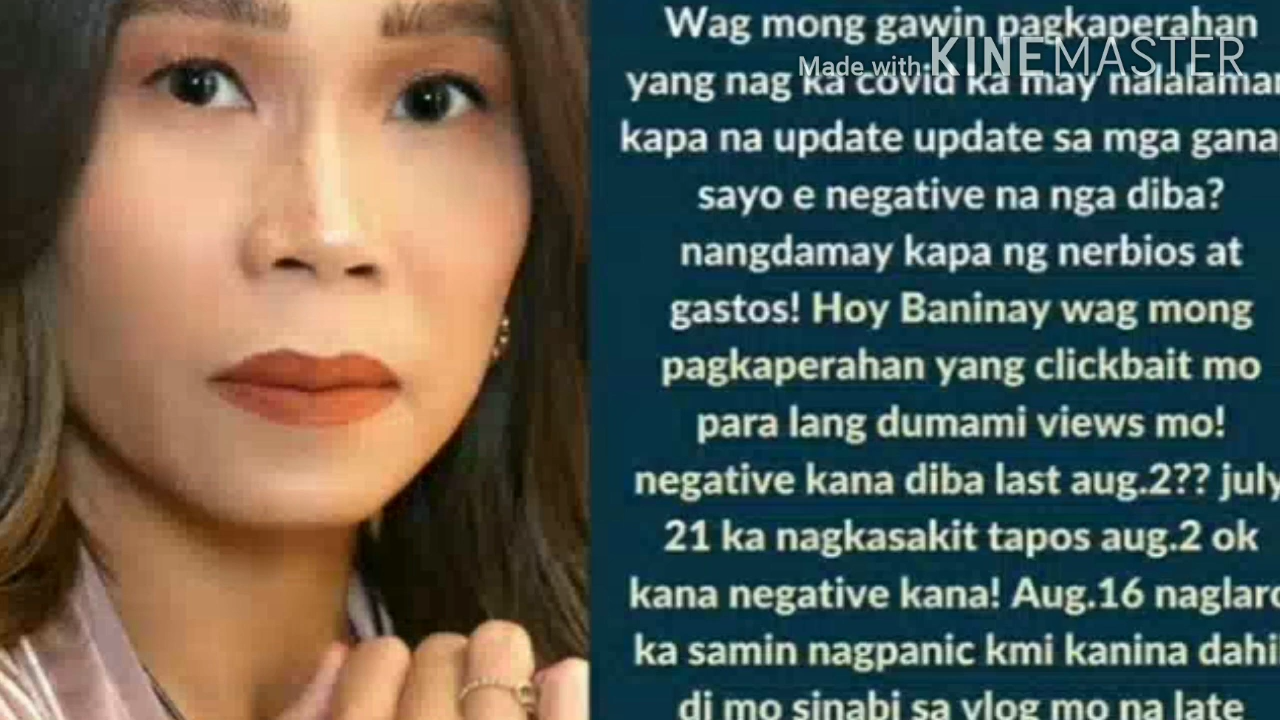 Wag mong gawin pagkaperahan
Made with KINEMASTER
yang nag ka covid ka may nalalaman
kapa na update update sa mga gana
sayo e negative na nga diba?
nangdamay kapa ng nerbios at
gastos! Hoy Baninay wag mong
pagkaperahan yang clickbait mo
para lang dumami views mo!
negative kana diba last aug.2?? july
21 ka nagkasakit tapos aug.2 ok
kana negative kana! Aug.16 naglaro
ka samin nagpanic kmi kanina dahi
di mo sinabi sa vlog mo na late